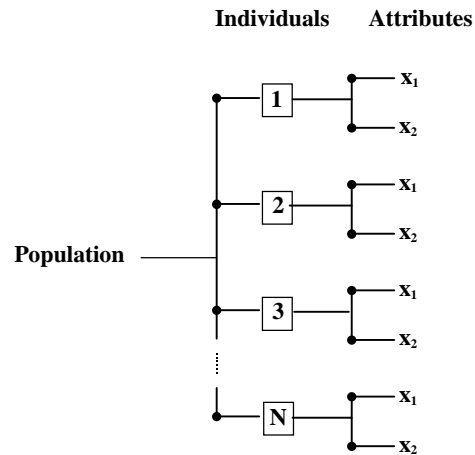 Individuals Attributes
x₁
1
x₂
x₁
2
x₂
Population
x₁
3
x₂
x₁
N
x₂